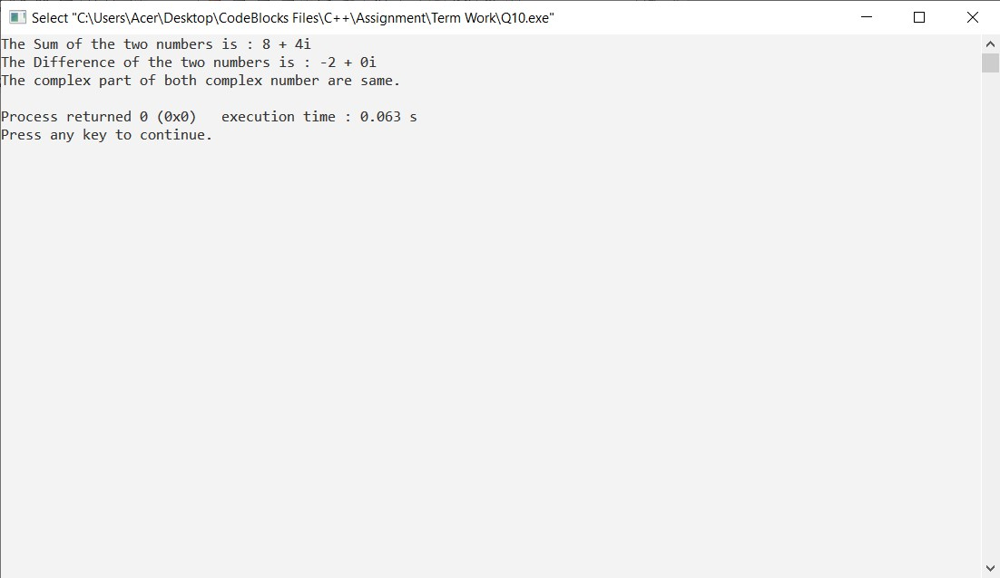 Select "C:\Users\Acer\Desktop\CodeBlocks Files\C++\Assignment\Term Work\Q10.exe"
The Sum of the two numbers is : 8 + 4i
The Difference of the two numbers is : -2 + 0i
The complex part of both complex number are same.
Process returned 0 (0x0)   execution time : 0.063 s
Press any key to continue.